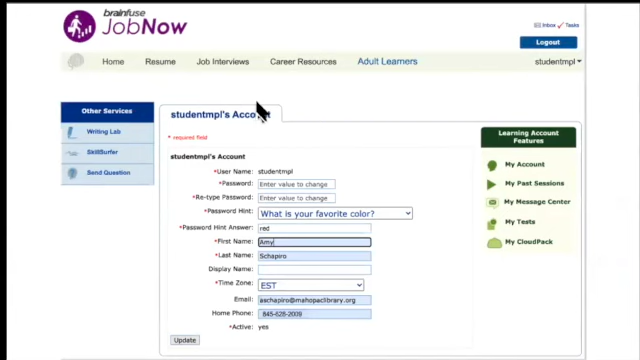 brainfuse
JobNow
Inbox Tasks
Logout
Home Resume Job Interviews Career Resources Adult Learners studentmpl
Other Services
Writing Lab
SkillSurfer
Send Question
studentmpl's Account
* required field
studentmpl's Account
*User Name: studentmpl
*Password: Enter value to change
*Re-type Password: Enter value to change
*Password Hint: What is your favorite color?
*Password Hint Answer: red
*First Name: Amy
*Last Name: Schapiro
Display Name:
*Time Zone: EST
Email: aschapiro@mahopaclibrary.org
Home Phone: 845-628-2009
*Active: yes
Update
Learning Account
Features
My Account
My Past Sessions
My Message Center
My Tests
My CloudPack